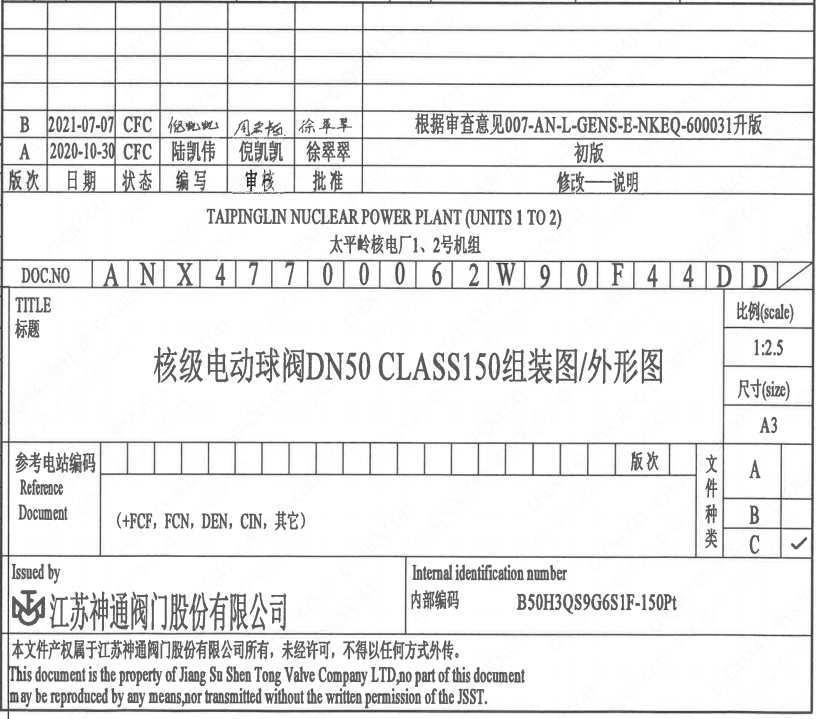 B 2021-07-07 CFC 徐翠翠 根据审查意见007-AN-L-GENS-E-NKEQ-600031升版
A 2020-10-30 CFC 陆凯伟 倪凯凯 徐翠翠 初版
版次 日期 状态 编写 审核 批准 修改——说明
TAIPINGLIN NUCLEAR POWER PLANT (UNITS 1 TO 2)
太平岭核电厂1、2号机组
DOC.NO A N X 4 7 7 0 0 0 6 2 W 9 0 F 4 4 D D
TITLE
标题
比例(scale)
1:2.5
核级电动球阀DN50 CLASS150组装图/外形图
尺寸(size)
A3
参考电站编码 版次
Reference
Document
(+FCF, FCN, DEN, CIN, 其它)
文件种类
A
B
C ✓
Issued by
江苏神通阀门股份有限公司
Internal identification number
内部编码 B50H3QS9G6S1F-150Pt
本文件产权属于江苏神通阀门股份有限公司所有，未经许可，不得以任何方式外传。
This document is the property of Jiang Su Shen Tong Valve Company LTD,no part of this document
may be reproduced by any means,nor transmitted without the written permission of the JSST.